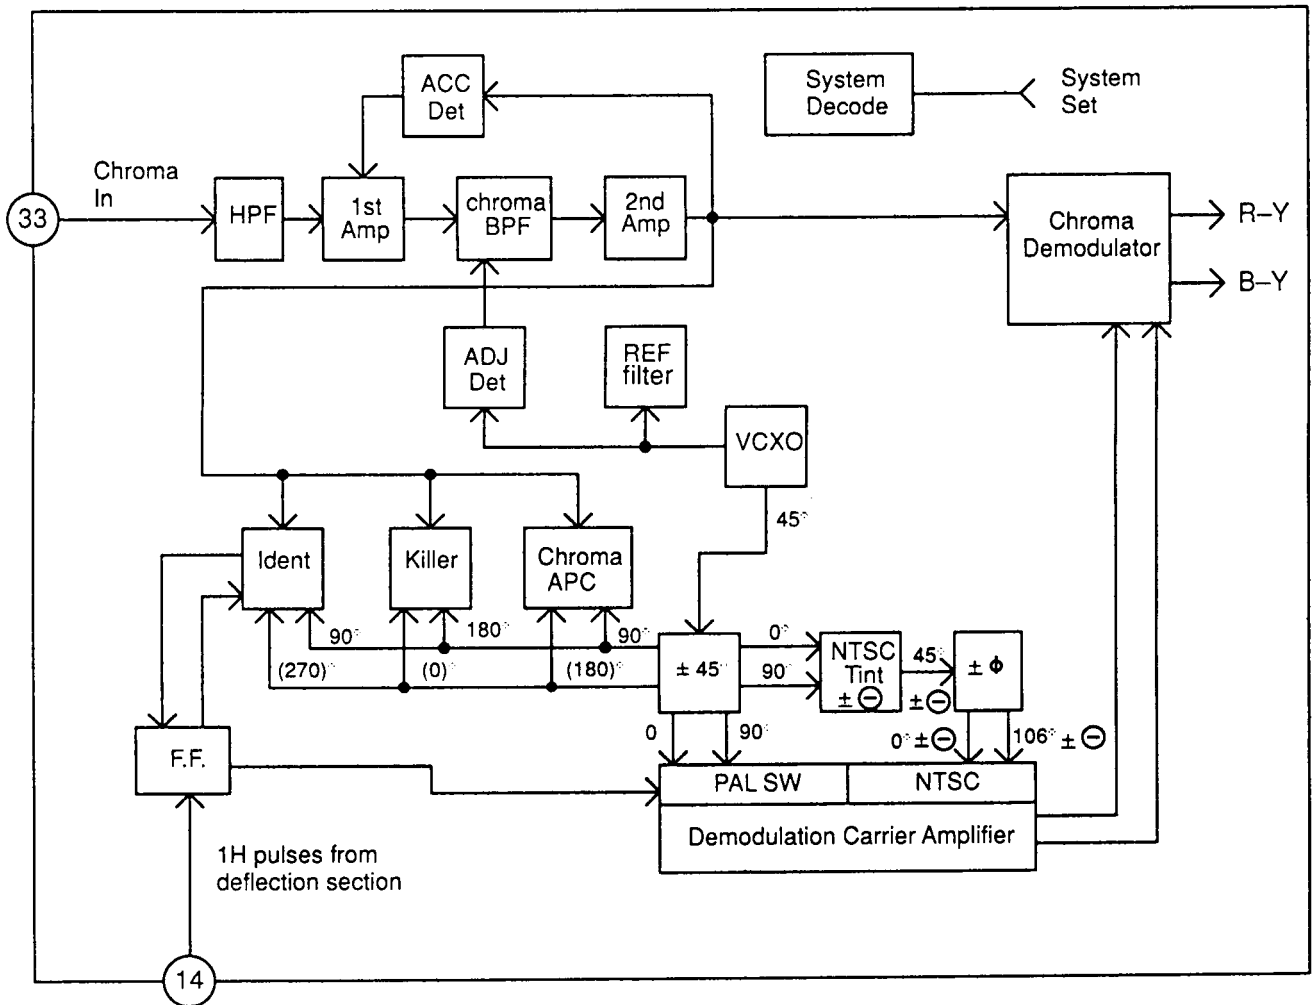 ACC
Det
System
Decode
System
Set
Chroma
In
33
HPF
1st
Amp
chroma
BPF
2nd
Amp
Chroma
Demodulator
R–Y
B–Y
ADJ
Det
REF
filter
VCXO
45°
Ident
Killer
Chroma
APC
90°
180°
90°
(270)°
(0)°
(180)°
± 45°
0°
90°
NTSC
Tint
± Θ
45°
± Θ
± Φ
0
90°
0° ± Θ
106° ± Θ
F.F.
PAL SW
NTSC
Demodulation Carrier Amplifier
1H pulses from
deflection section
14